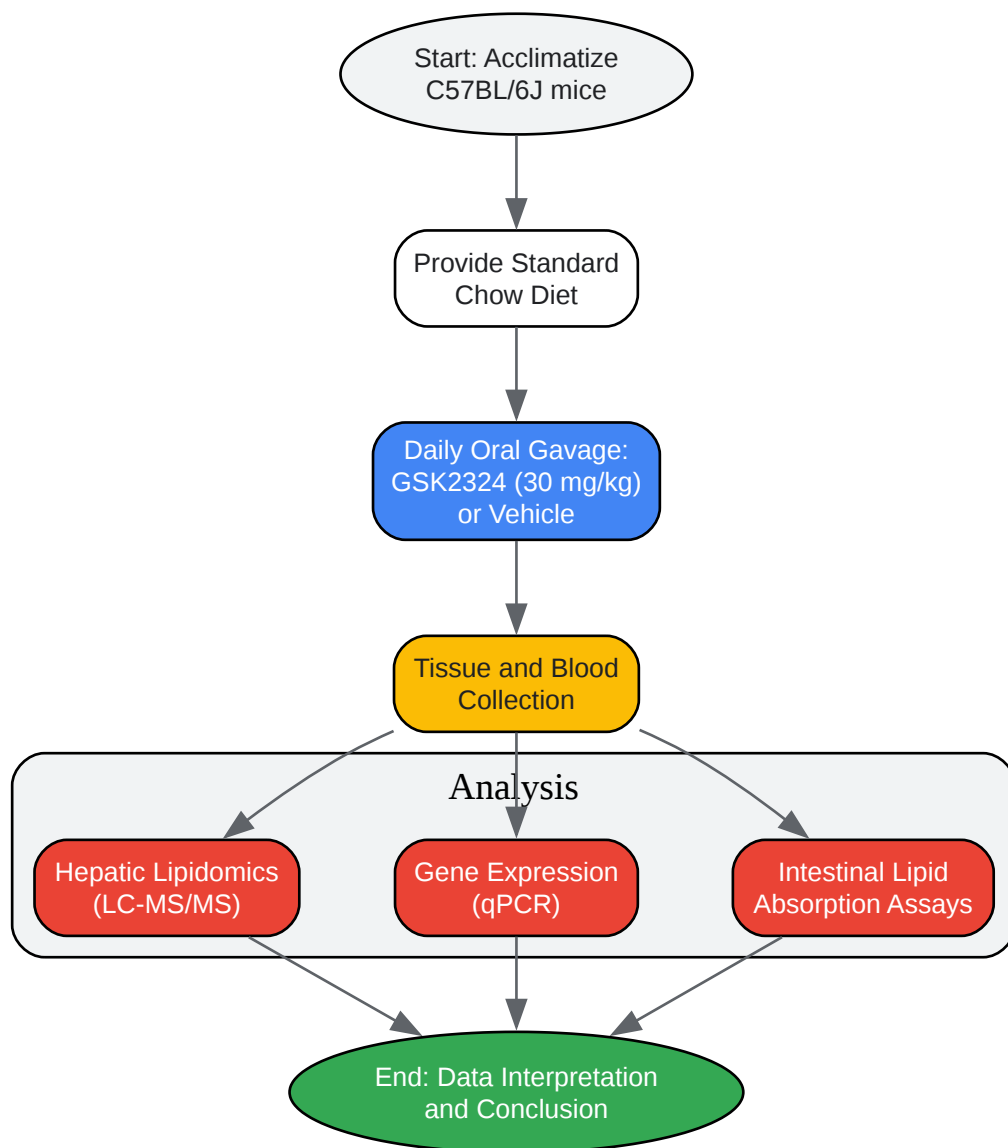 Start: Acclimatize
C57BL/6J mice
Provide Standard
Chow Diet
Daily Oral Gavage:
GSK2324 (30 mg/kg)
or Vehicle
Tissue and Blood
Collection
Analysis
Hepatic Lipidomics
(LC-MS/MS)
Gene Expression
(qPCR)
Intestinal Lipid
Absorption Assays
End: Data Interpretation
and Conclusion